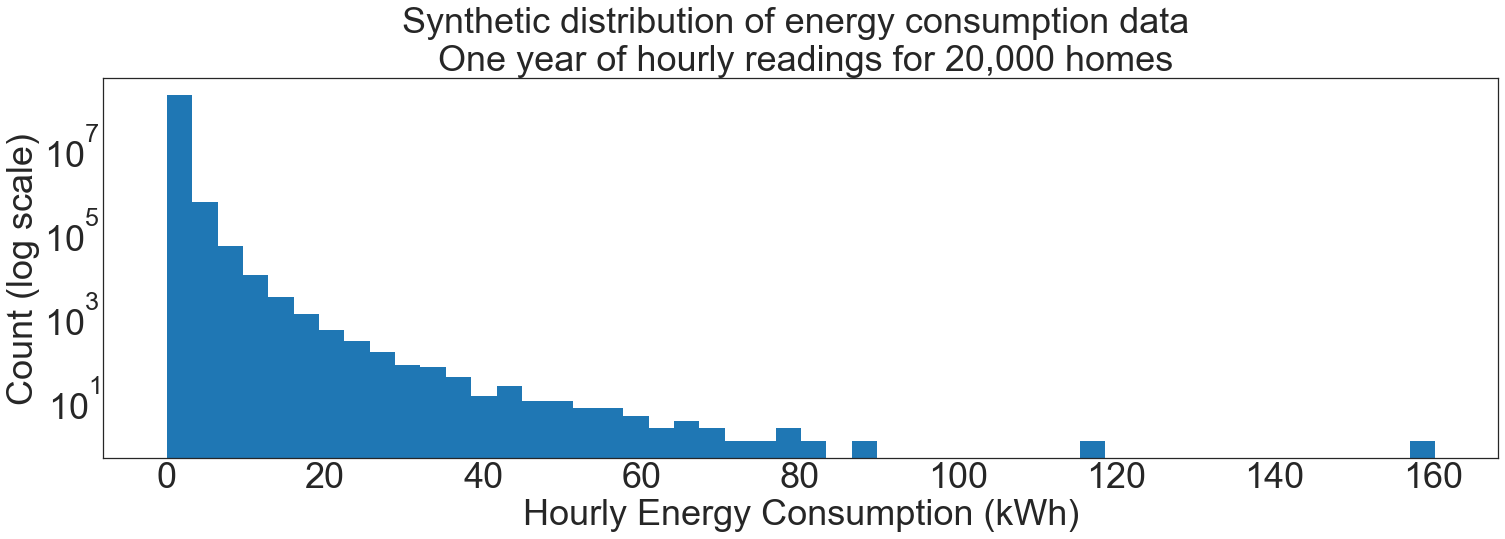 Synthetic distribution of energy consumption data
One year of hourly readings for 20,000 homes
Count (log scale)
10^7
10^5
10^3
10^1
0 20 40 60 80 100 120 140 160
Hourly Energy Consumption (kWh)